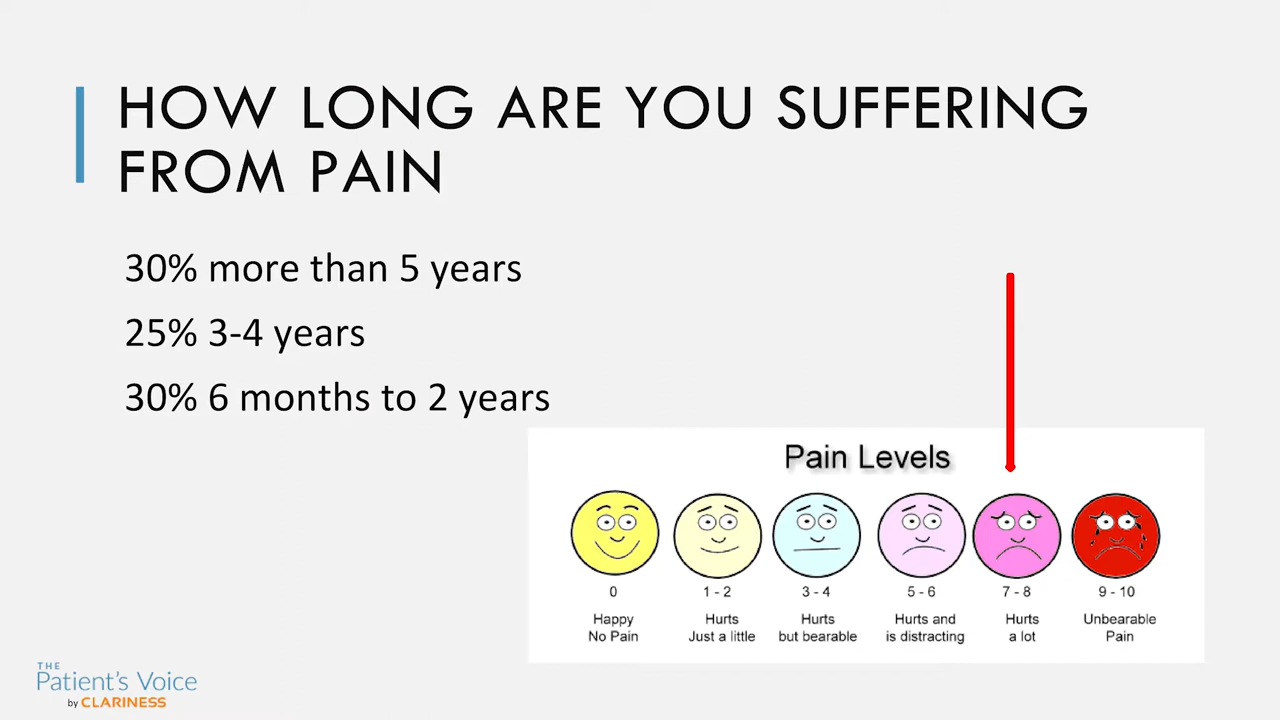 HOW LONG ARE YOU SUFFERING
FROM PAIN
30% more than 5 years
25% 3-4 years
30% 6 months to 2 years
Pain Levels
0
1 - 2
3 - 4
5 - 6
7 - 8
9 - 10
Happy
No Pain
Hurts
Just a little
Hurts
but bearable
Hurts and
is distracting
Hurts
a lot
Unbearable
Pain
THE
Patient's Voice
by CLARINESS